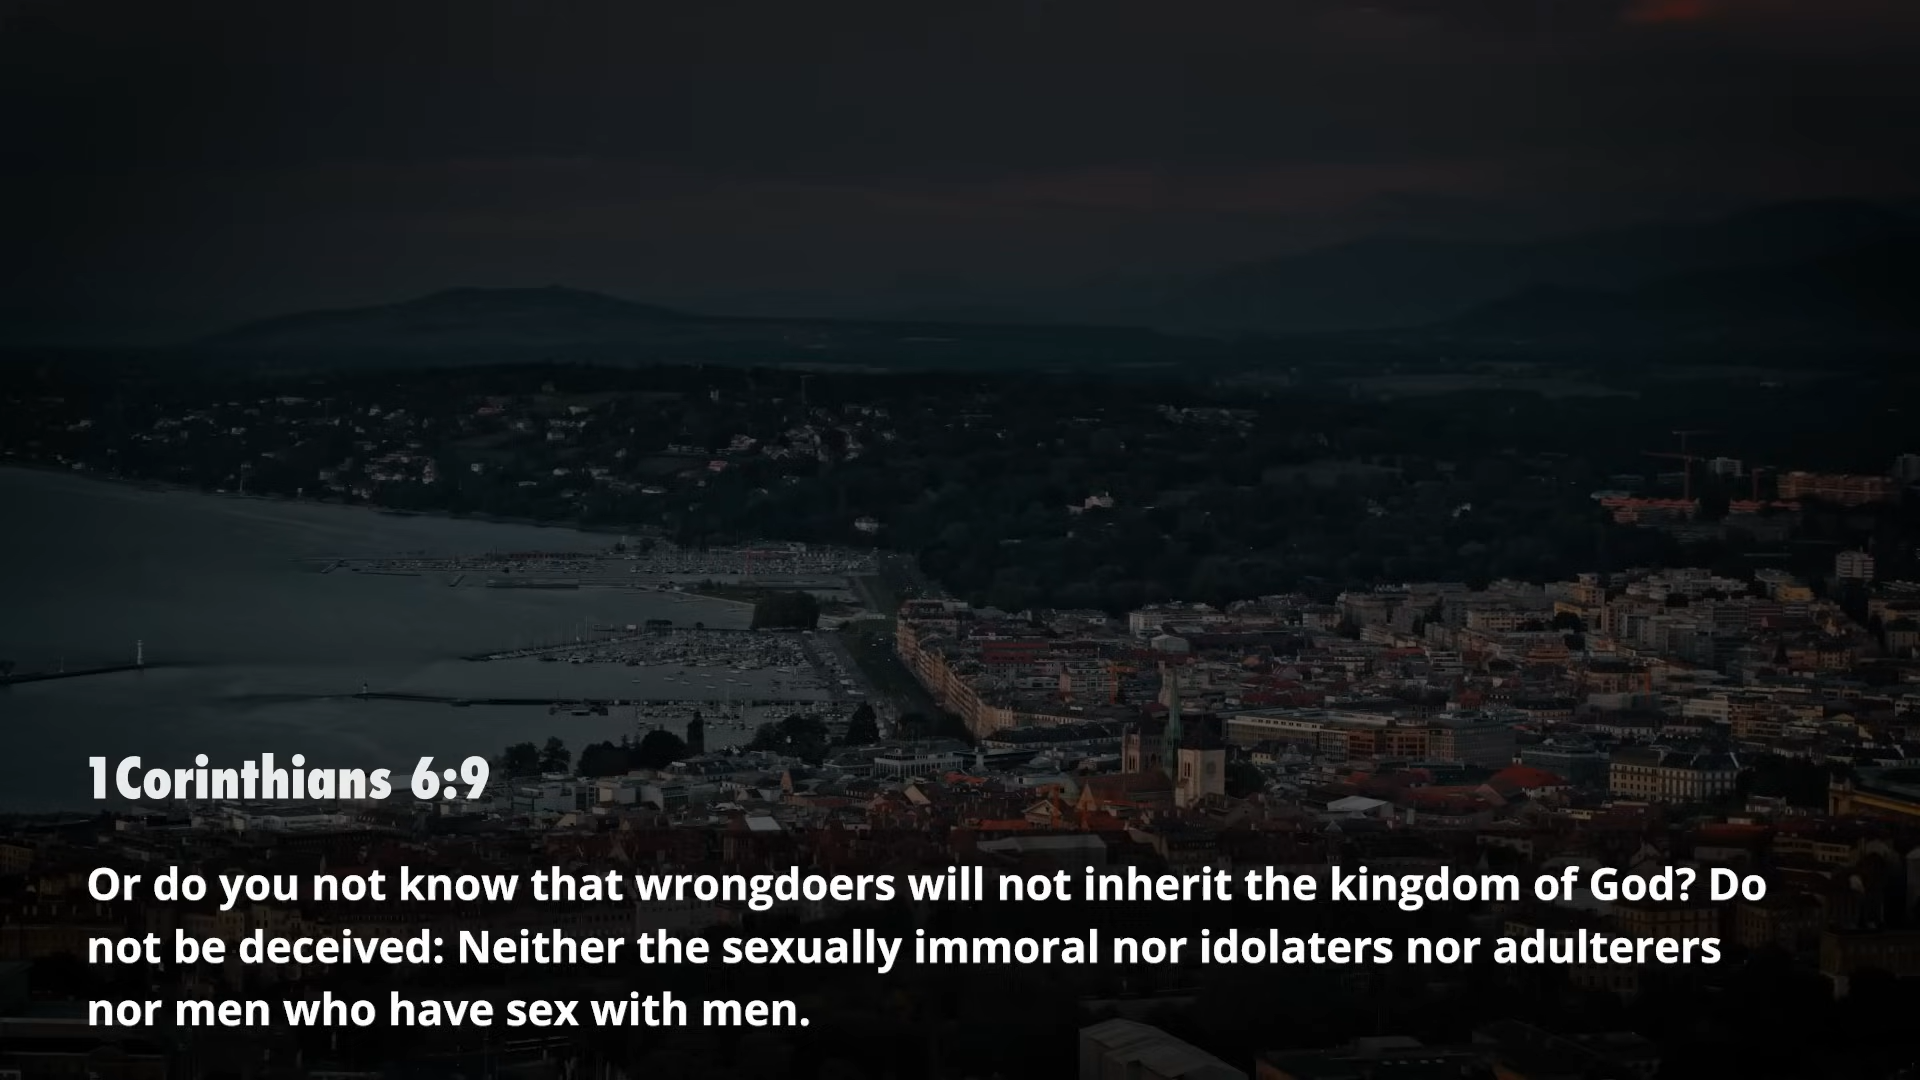 1Corinthians 6:9
Or do you not know that wrongdoers will not inherit the kingdom of God? Do
not be deceived: Neither the sexually immoral nor idolaters nor adulterers
nor men who have sex with men.